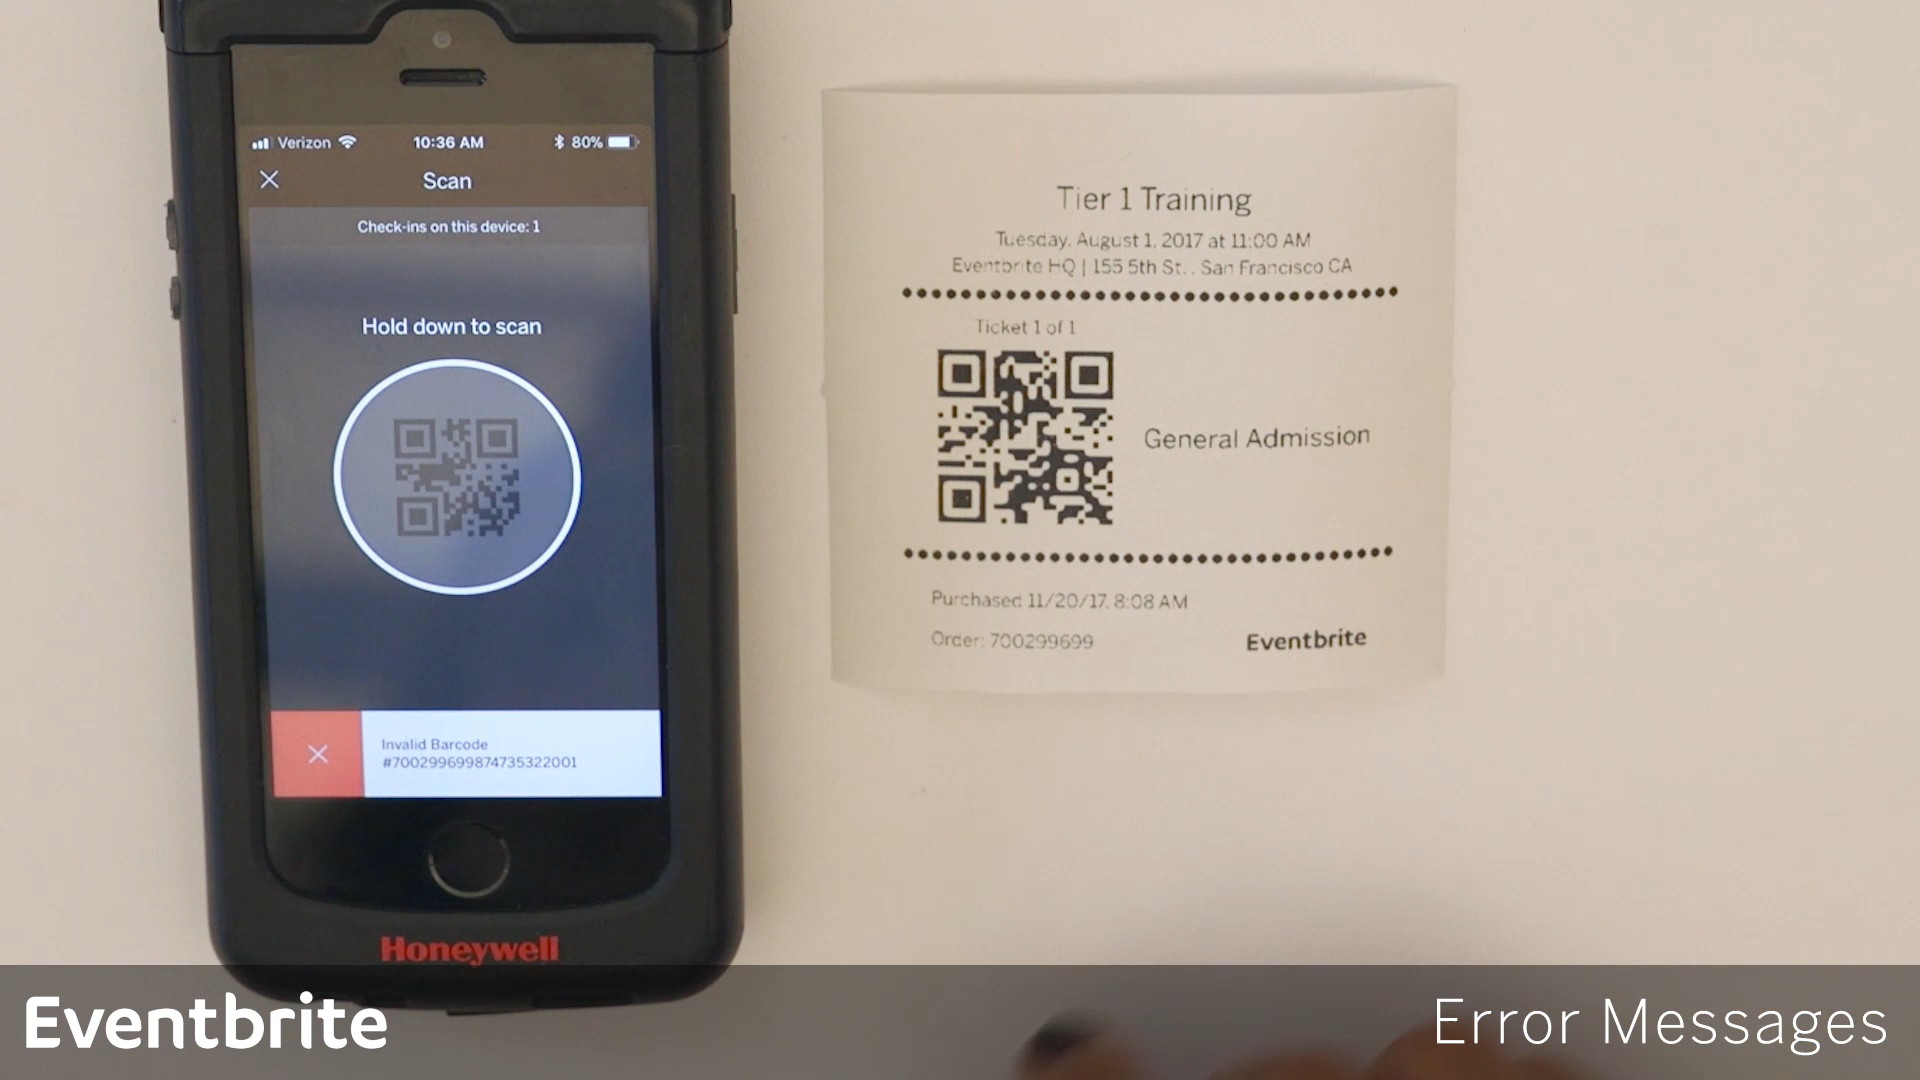 Verizon 10:36 AM 80%
Scan
Check-ins on this device: 1
Hold down to scan
Invalid Barcode
#700299699874735322001
Honeywell
Tier 1 Training
Tuesday, August 1, 2017 at 11:00 AM
Eventbrite HQ | 155 5th St. , San Francisco CA
Ticket 1 of 1
General Admission
Purchased 11/20/17, 8:08 AM
Order: 700299699
Eventbrite
Eventbrite
Error Messages